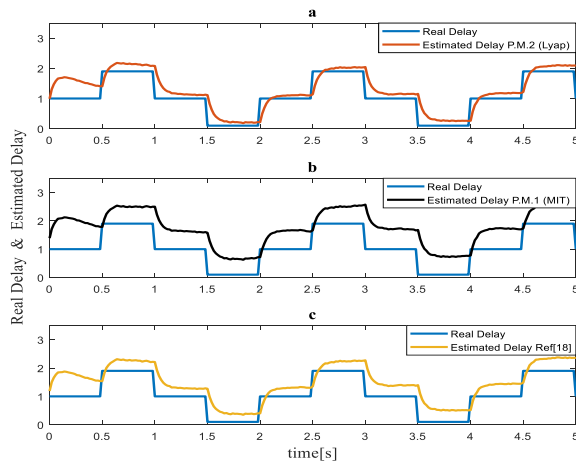 a
Real Delay
Estimated Delay P.M.2 (Lyap)
3
2
1
0
0 0.5 1 1.5 2 2.5 3 3.5 4 4.5 5
b
Real Delay
Estimated Delay P.M.1 (MIT)
3
2
1
0
0 0.5 1 1.5 2 2.5 3 3.5 4 4.5 5
c
Real Delay
Estimated Delay Ref[18]
3
2
1
0
0 0.5 1 1.5 2 2.5 3 3.5 4 4.5 5
time[s]
Real Delay & Estimated Delay